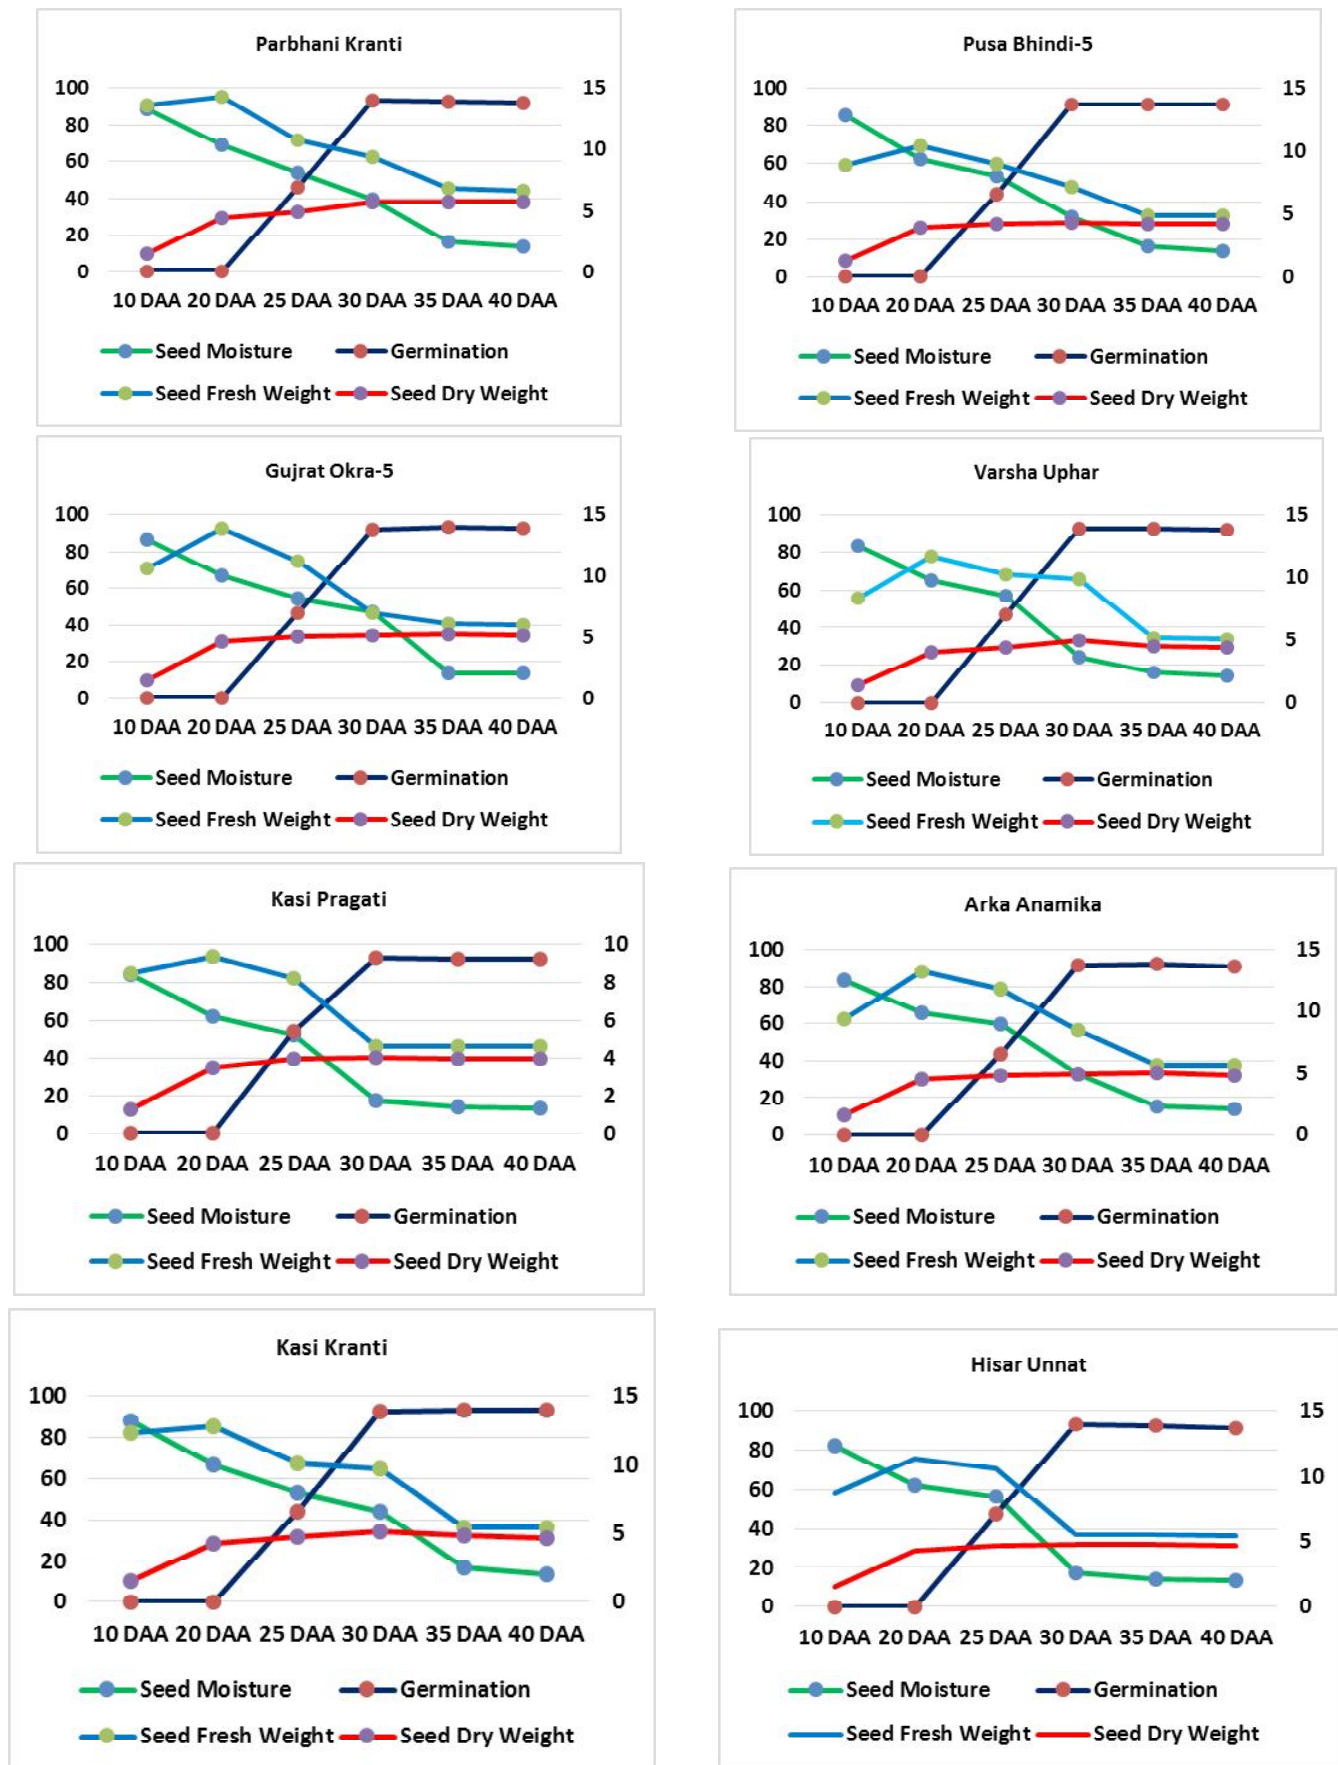 Parbhani Kranti
100 15
80
10
60
40
5
20
0 0
10 DAA 20 DAA 25 DAA 30 DAA 35 DAA 40 DAA
Seed Moisture Germination
Seed Fresh Weight Seed Dry Weight
Pusa Bhindi-5
100 15
80
10
60
40
5
20
0 0
10 DAA 20 DAA 25 DAA 30 DAA 35 DAA 40 DAA
Seed Moisture Germination
Seed Fresh Weight Seed Dry Weight
Gujrat Okra-5
100 15
80
10
60
40
5
20
0 0
10 DAA 20 DAA 25 DAA 30 DAA 35 DAA 40 DAA
Seed Moisture Germination
Seed Fresh Weight Seed Dry Weight
Varsha Uphar
100 15
80
10
60
40
5
20
0 0
10 DAA 20 DAA 25 DAA 30 DAA 35 DAA 40 DAA
Seed Moisture Germination
Seed Fresh Weight Seed Dry Weight
Kasi Pragati
100 10
80 8
60 6
40 4
20 2
0 0
10 DAA 20 DAA 25 DAA 30 DAA 35 DAA 40 DAA
Seed Moisture Germination
Seed Fresh Weight Seed Dry Weight
Arka Anamika
100 15
80
10
60
40
5
20
0 0
10 DAA 20 DAA 25 DAA 30 DAA 35 DAA 40 DAA
Seed Moisture Germination
Seed Fresh Weight Seed Dry Weight
Kasi Kranti
100 15
80
10
60
40
5
20
0 0
10 DAA 20 DAA 25 DAA 30 DAA 35 DAA 40 DAA
Seed Moisture Germination
Seed Fresh Weight Seed Dry Weight
Hisar Unnat
100 15
80
10
60
40
5
20
0 0
10 DAA 20 DAA 25 DAA 30 DAA 35 DAA 40 DAA
Seed Moisture Germination
Seed Fresh Weight Seed Dry Weight